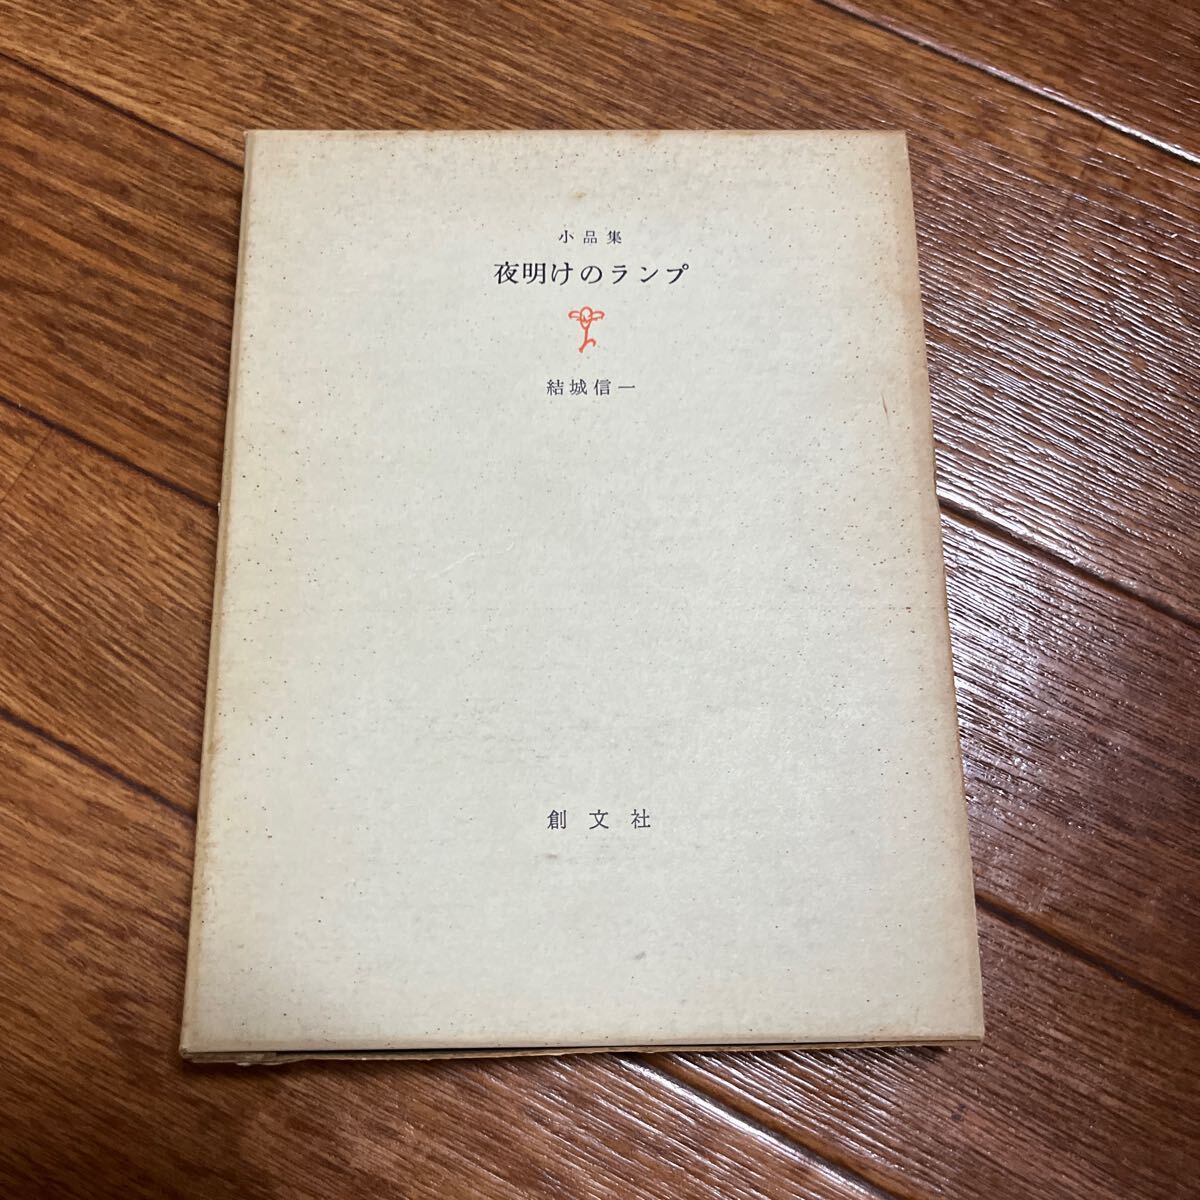 小品集
夜明けのランプ
結城信一
創文社